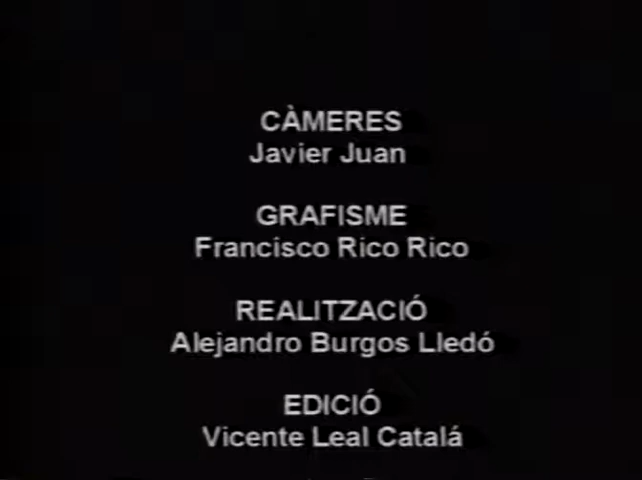 CÀMERES
Javier Juan
GRAFISME
Francisco Rico Rico
REALITZACIÓ
Alejandro Burgos Lledó
EDICIÓ
Vicente Leal Catalá